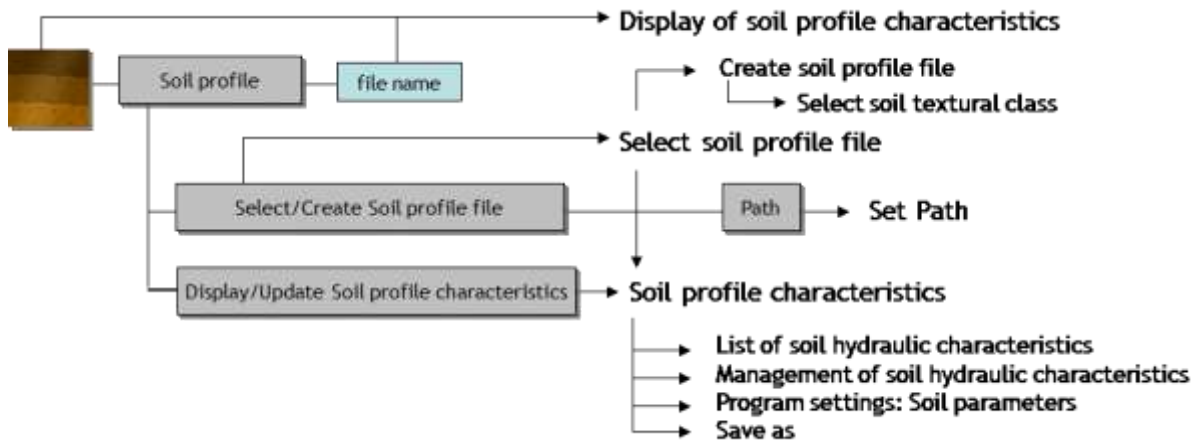 Display of soil profile characteristics
Soil profile
file name
Create soil profile file
Select soil textural class
Select soil profile file
Select/Create Soil profile file
Path
Set Path
Display/Update Soil profile characteristics
Soil profile characteristics
List of soil hydraulic characteristics
Management of soil hydraulic characteristics
Program settings: Soil parameters
Save as